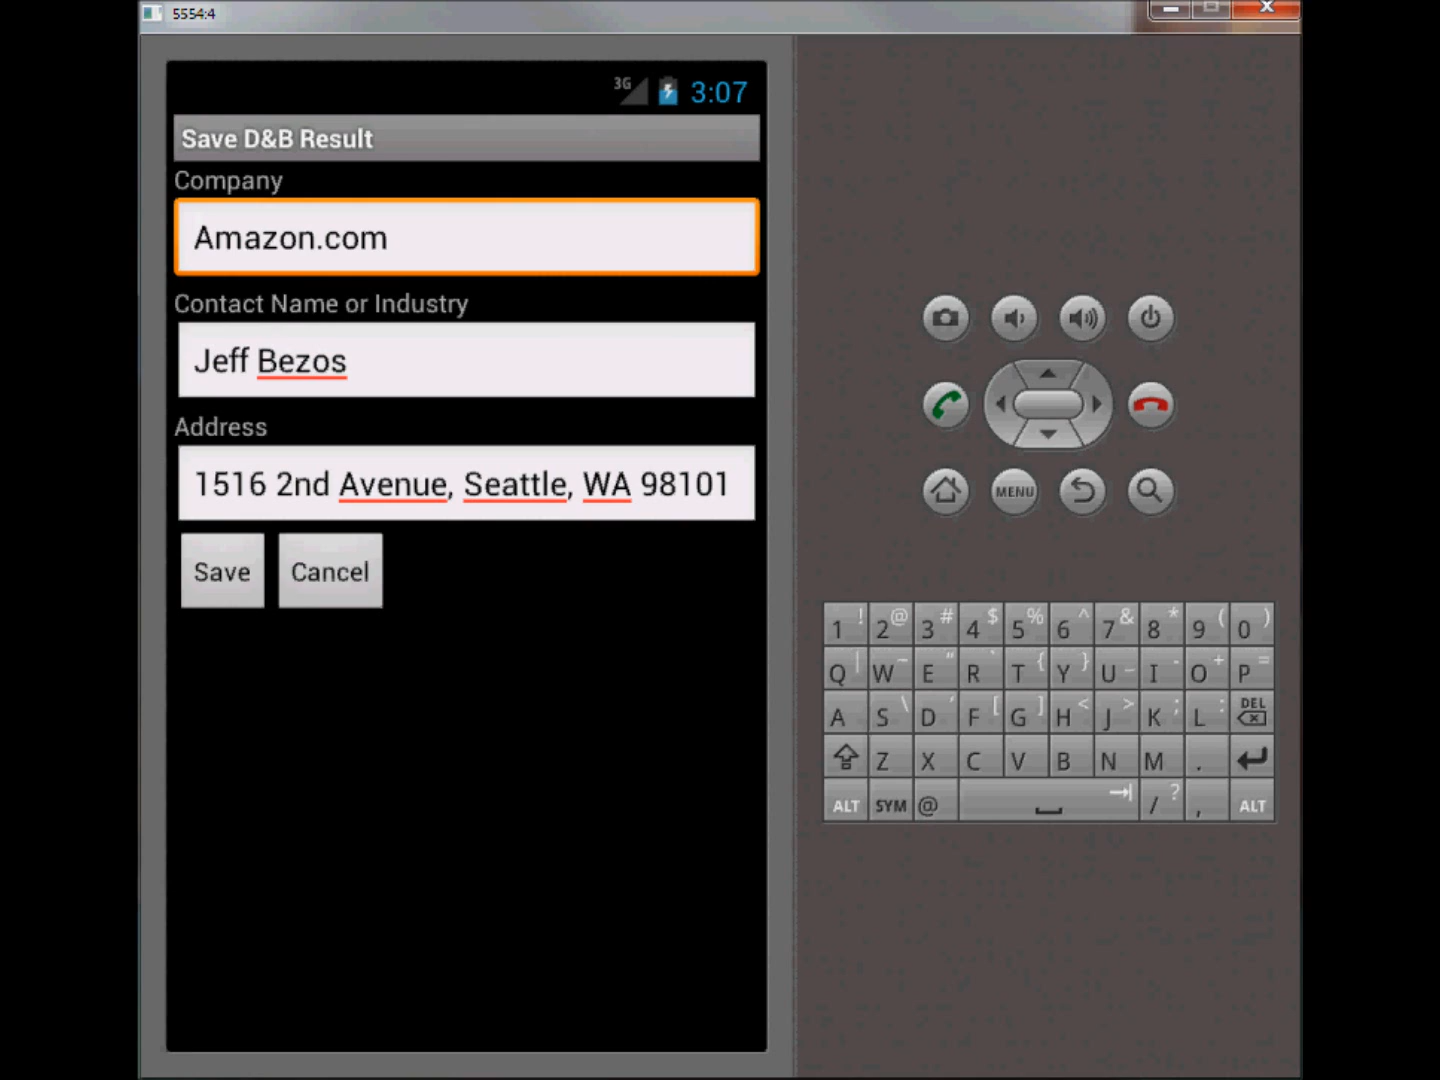 5554:4
3G 3:07
Save D&B Result
Company
Amazon.com
Contact Name or Industry
Jeff Bezos
Address
1516 2nd Avenue, Seattle, WA 98101
Save Cancel
MENU
1 ! 2 @ 3 # 4 $ 5 % 6 ^ 7 & 8 * 9 ( 0 )
Q | W ~ E " R ` T { Y } U _ I - O + P =
A S \ D ' F [ G ] H < J > K ; L : DEL
Z X C V B N M .
ALT SYM @ / ? , ALT